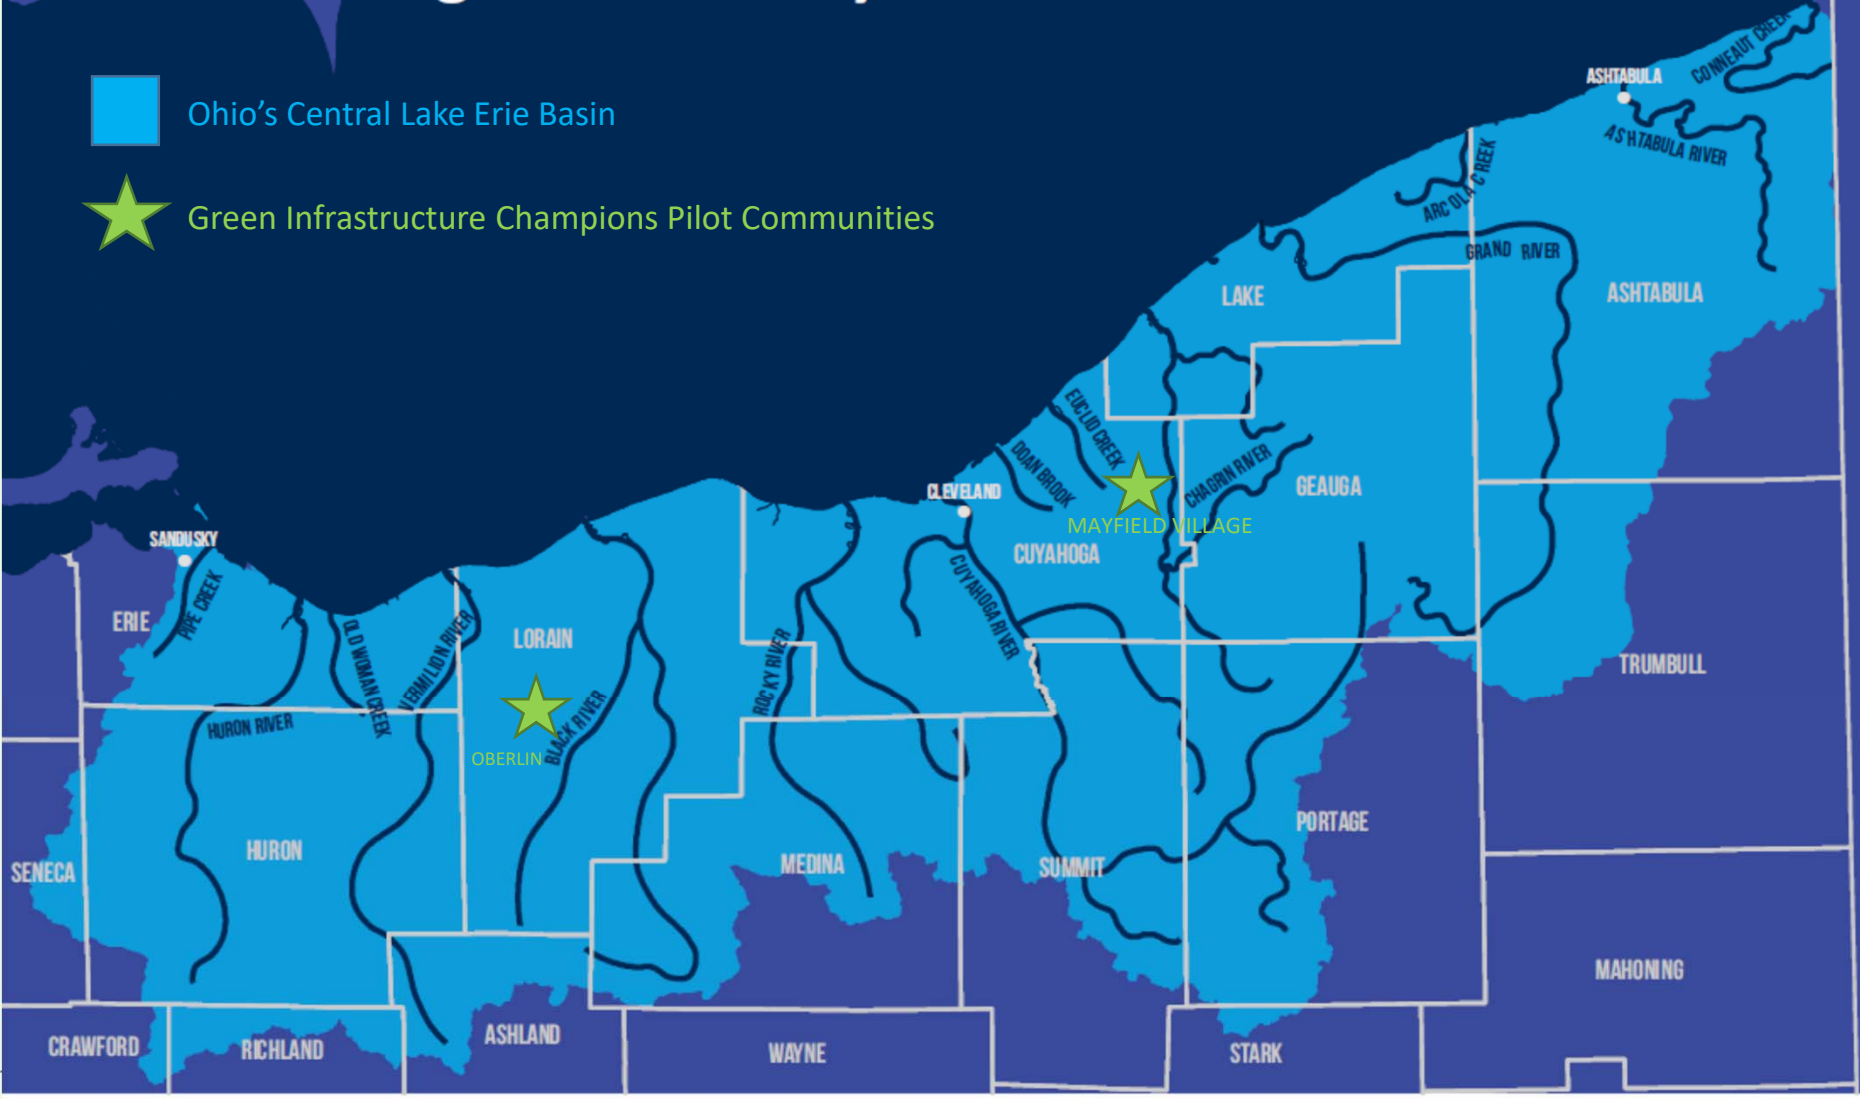 Ohio's Central Lake Erie Basin
Green Infrastructure Champions Pilot Communities
CONNEAUT CREEK
ASHTABULA
ASHTABULA RIVER
ARCOLA CREEK
GRAND RIVER
LAKE
ASHTABULA
EUCLID CREEK
DOAN BROOK
CHAGRIN RIVER
GEAUGA
CLEVELAND
MAYFIELD VILLAGE
CUYAHOGA
SANDUSKY
CUYAHOGA RIVER
PIPE CREEK
ERIE
OLD WOMAN CREEK
VERMILION RIVER
LORAIN
ROCKY RIVER
TRUMBULL
HURON RIVER
BLACK RIVER
OBERLIN
PORTAGE
HURON
MEDINA
SUMMIT
SENECA
MAHONING
CRAWFORD
RICHLAND
ASHLAND
WAYNE
STARK